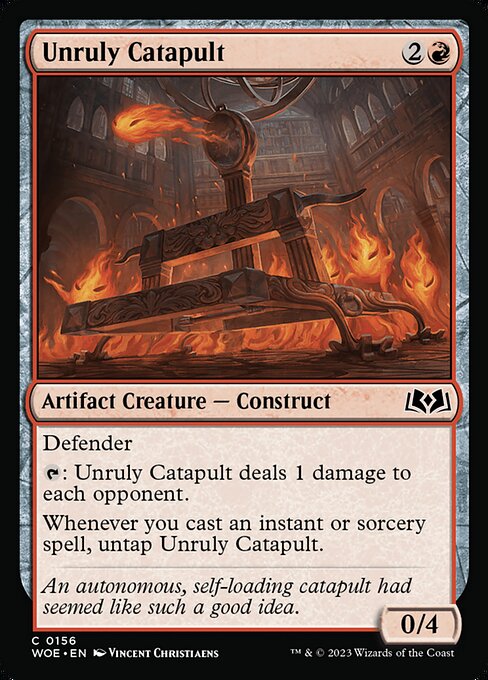 Unruly Catapult 2
Artifact Creature — Construct
Defender
: Unruly Catapult deals 1 damage to
each opponent.
Whenever you cast an instant or sorcery
spell, untap Unruly Catapult.
An autonomous, self-loading catapult had
seemed like such a good idea.
0/4
C 0156
WOE • EN Vincent Christiaens
™ & © 2023 Wizards of the Coast